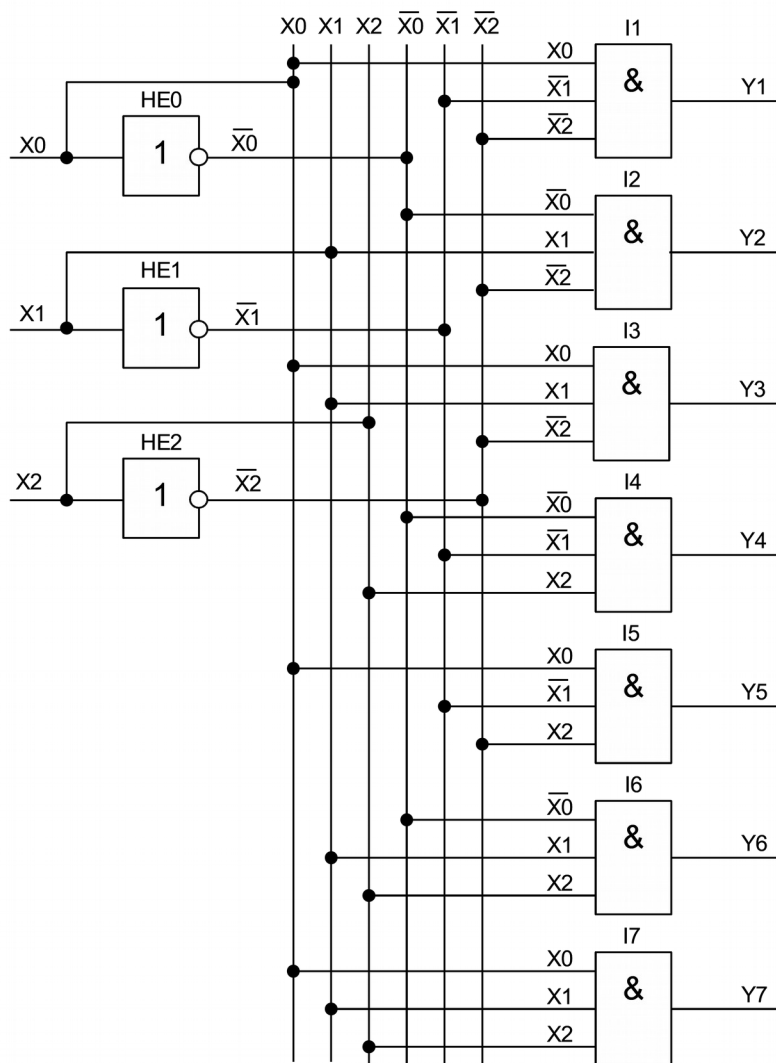 X0 X1 X2 X̅0̅ X̅1̅ X̅2̅
I1
X0
&
X̅1̅
Y1
X̅2̅
HE0
X0
1
X̅0̅
I2
X̅0̅
&
X1
Y2
X̅2̅
HE1
X1
1
X̅1̅
I3
X0
&
X1
Y3
X̅2̅
HE2
X2
1
X̅2̅
I4
X̅0̅
&
X̅1̅
Y4
X2
I5
X0
&
X̅1̅
Y5
X2
I6
X̅0̅
&
X1
Y6
X2
I7
X0
&
X1
Y7
X2